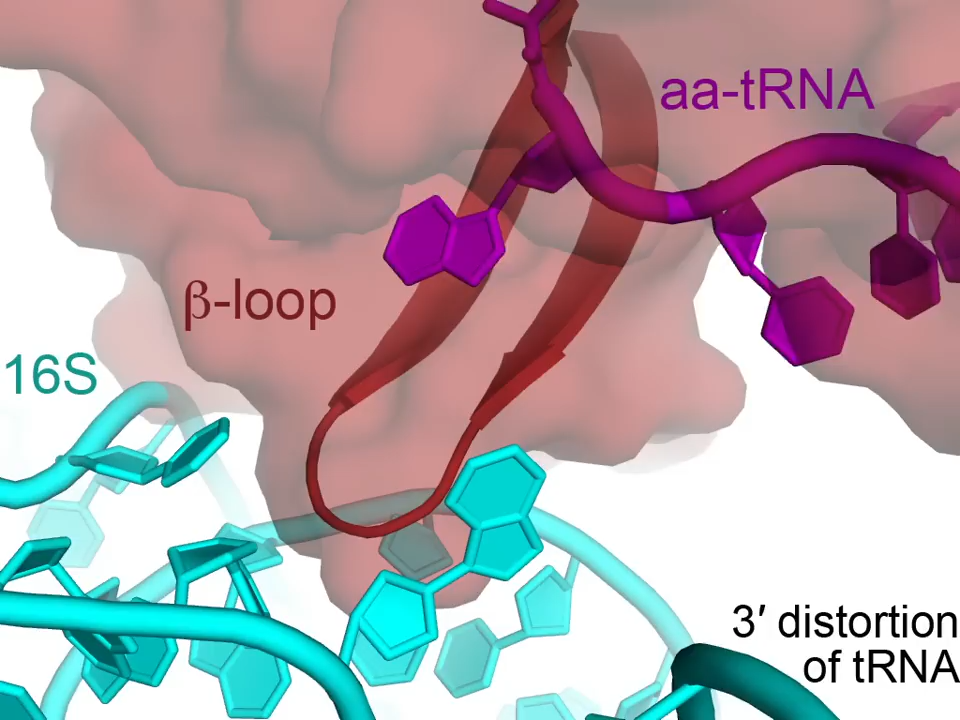 aa-tRNA
β-loop
16S
3′ distortion
of tRNA